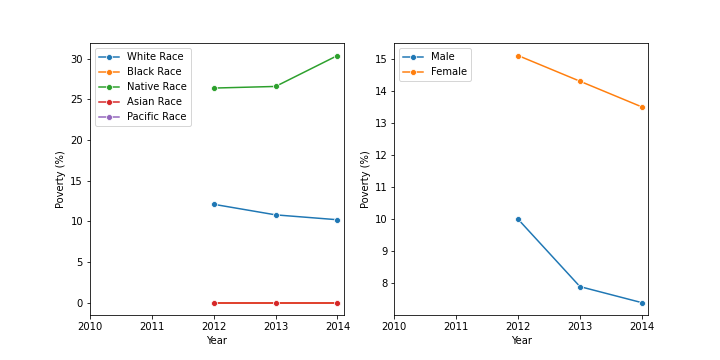 30
25
20
15
10
5
0
Poverty (%)
White Race
Black Race
Native Race
Asian Race
Pacific Race
2010 2011 2012 2013 2014
Year
15
14
13
12
11
10
9
8
Poverty (%)
Male
Female
2010 2011 2012 2013 2014
Year